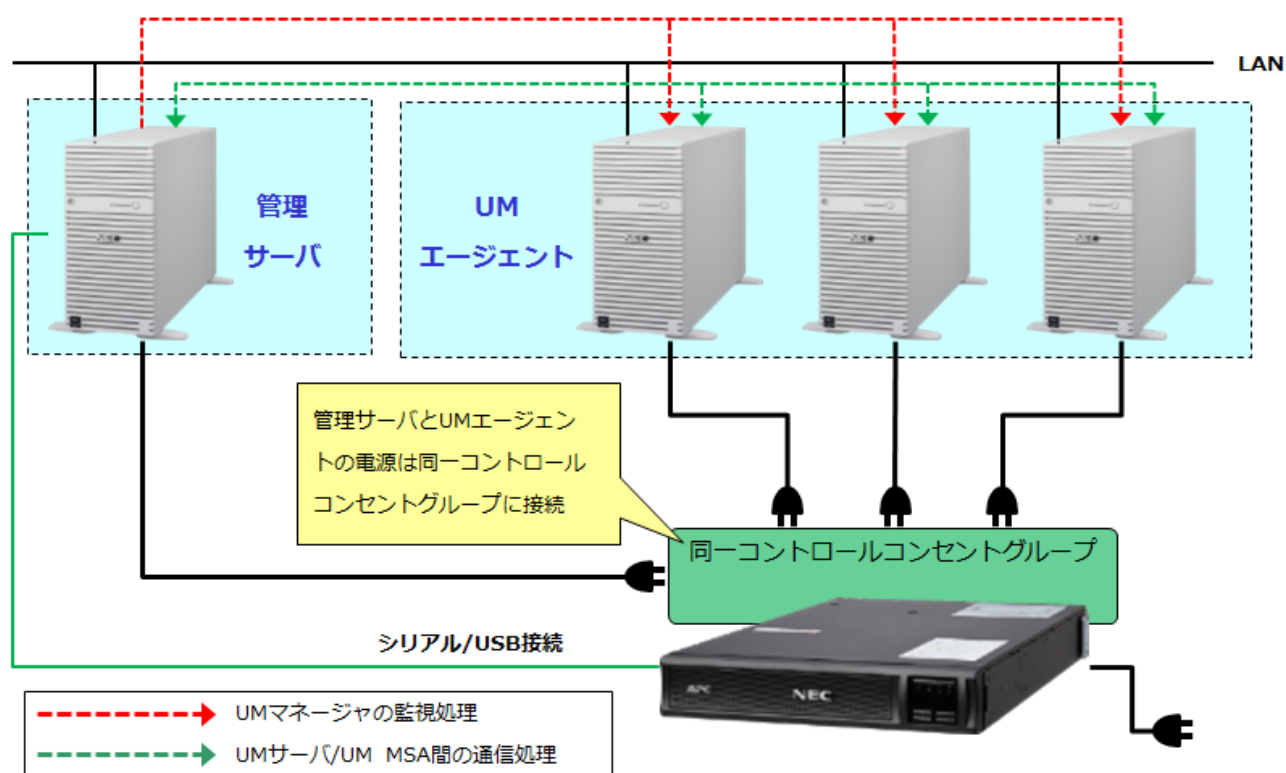 LAN
管理
サーバ
UM
エージェント
管理サーバとUMエージェン
トの電源は同一コントロール
コンセントグループに接続
同一コントロールコンセントグループ
シリアル/USB接続
APC
NEC
UMマネージャの監視処理
UMサーバ/UM MSA間の通信処理